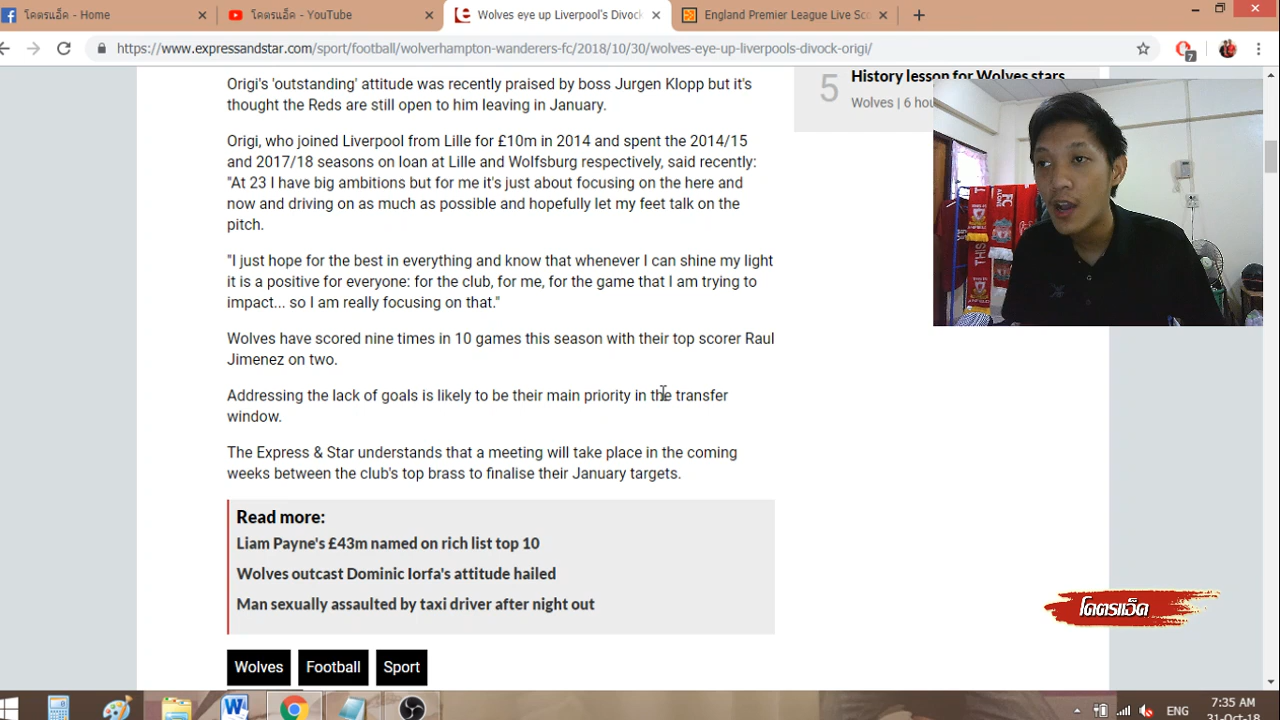 โคตรแอ็ด - Home
โคตรแอ็ด - YouTube
Wolves eye up Liverpool's Divock
England Premier League Live Sco
https://www.expressandstar.com/sport/football/wolverhampton-wanderers-fc/2018/10/30/wolves-eye-up-liverpools-divock-origi/
7
Origi's 'outstanding' attitude was recently praised by boss Jurgen Klopp but it's
thought the Reds are still open to him leaving in January.
Origi, who joined Liverpool from Lille for £10m in 2014 and spent the 2014/15
and 2017/18 seasons on loan at Lille and Wolfsburg respectively, said recently:
"At 23 I have big ambitions but for me it's just about focusing on the here and
now and driving on as much as possible and hopefully let my feet talk on the
pitch.
"I just hope for the best in everything and know that whenever I can shine my light
it is a positive for everyone: for the club, for me, for the game that I am trying to
impact... so I am really focusing on that."
Wolves have scored nine times in 10 games this season with their top scorer Raul
Jimenez on two.
Addressing the lack of goals is likely to be their main priority in the transfer
window.
The Express & Star understands that a meeting will take place in the coming
weeks between the club's top brass to finalise their January targets.
Read more:
Liam Payne's £43m named on rich list top 10
Wolves outcast Dominic Iorfa's attitude hailed
Man sexually assaulted by taxi driver after night out
Wolves Football Sport
5
History lesson for Wolves stars
Wolves | 6 hou
โคตรแอ็ด
ENG
7:35 AM
31-Oct-18